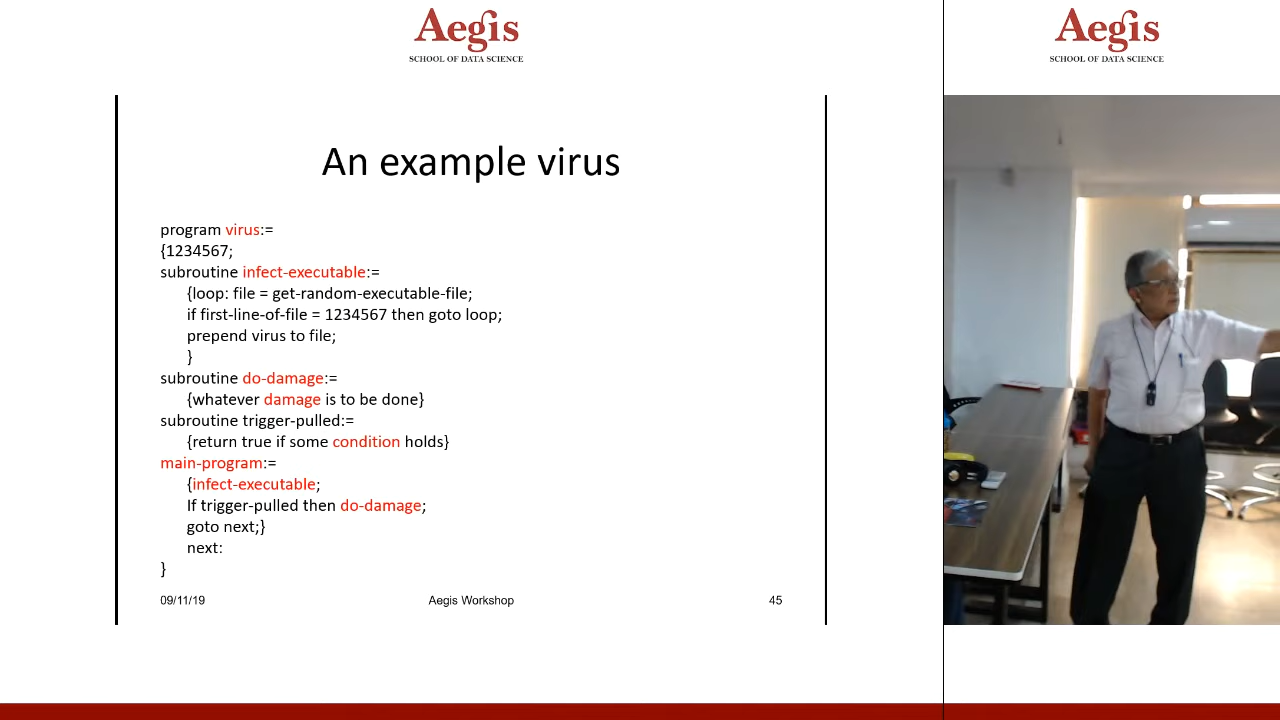 Aegis
SCHOOL OF DATA SCIENCE
Aegis
SCHOOL OF DATA SCIENCE
An example virus
program virus:=
{1234567;
subroutine infect-executable:=
{loop: file = get-random-executable-file;
if first-line-of-file = 1234567 then goto loop;
prepend virus to file;
}
subroutine do-damage:=
{whatever damage is to be done}
subroutine trigger-pulled:=
{return true if some condition holds}
main-program:=
{infect-executable;
If trigger-pulled then do-damage;
goto next;}
next:
}
09/11/19
Aegis Workshop
45